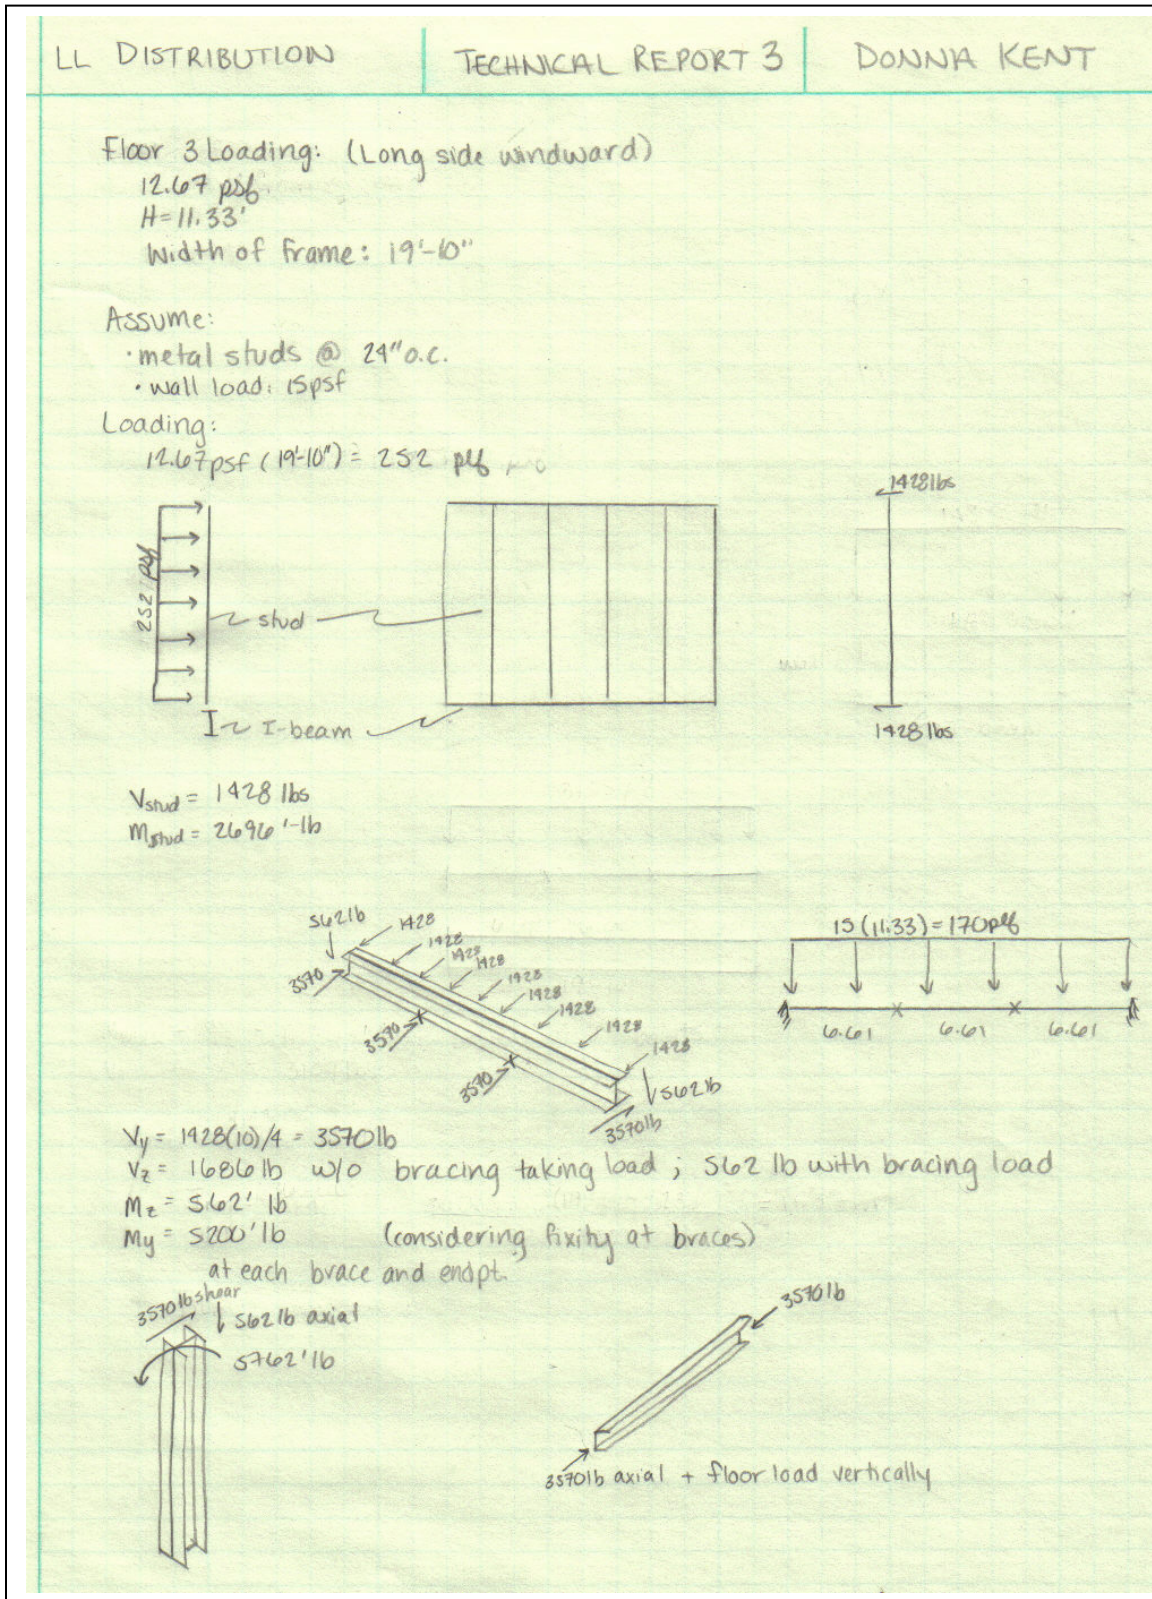 LL DISTRIBUTION
TECHNICAL REPORT 3
DONNA KENT
Floor 3 Loading: (Long side windward)
12.67 psf
H=11.33'
Width of frame: 19'-10"
Assume:
· metal studs @ 24" o.c.
· wall load: 15psf
Loading:
12.67psf (19'-10") = 252 plf
252 plf
stud
I-beam
1428lbs
1428 lbs
Vstud = 1428 lbs
Mstud = 2696 '-lb
562lb
1428
1428
1428
1428
1428
1428
1428
1428
1428
3570
3570
3570
3570lb
562lb
15 (11.33) = 170plf
6.61 6.61 6.61
Vy = 1428(10)/4 = 3570lb
Vz = 1686 lb w/o bracing taking load ; 562 lb with bracing load
Mz = 562' lb
My = 5200' lb (considering fixity at braces)
at each brace and endpt.
3570lb shear
562lb axial
5762' lb
3570lb
3570lb axial + floor load vertically